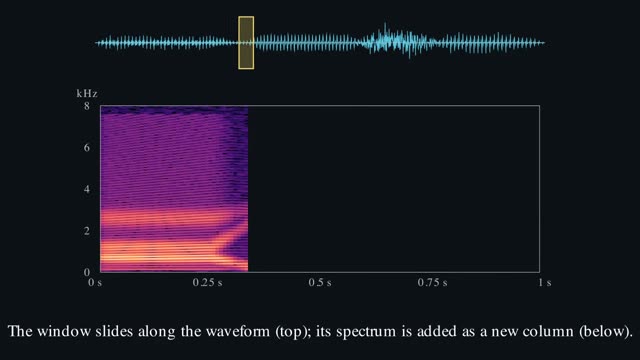 kHz
8
6
4
2
0
0 s 0.25 s 0.5 s 0.75 s 1 s
The window slides along the waveform (top); its spectrum is added as a new column (below).